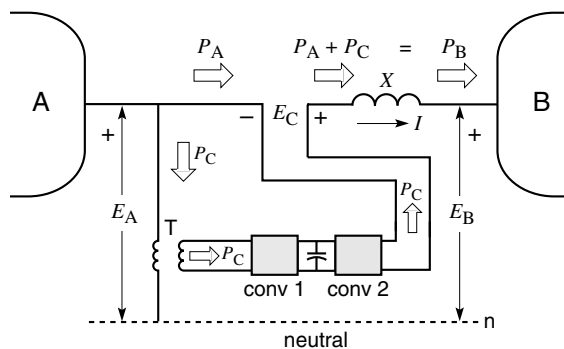 P_A P_A + P_C = P_B
X
A B
− E_C +
+ I +
P_C
P_C
E_A E_B
T
P_C
conv 1 conv 2
n
neutral